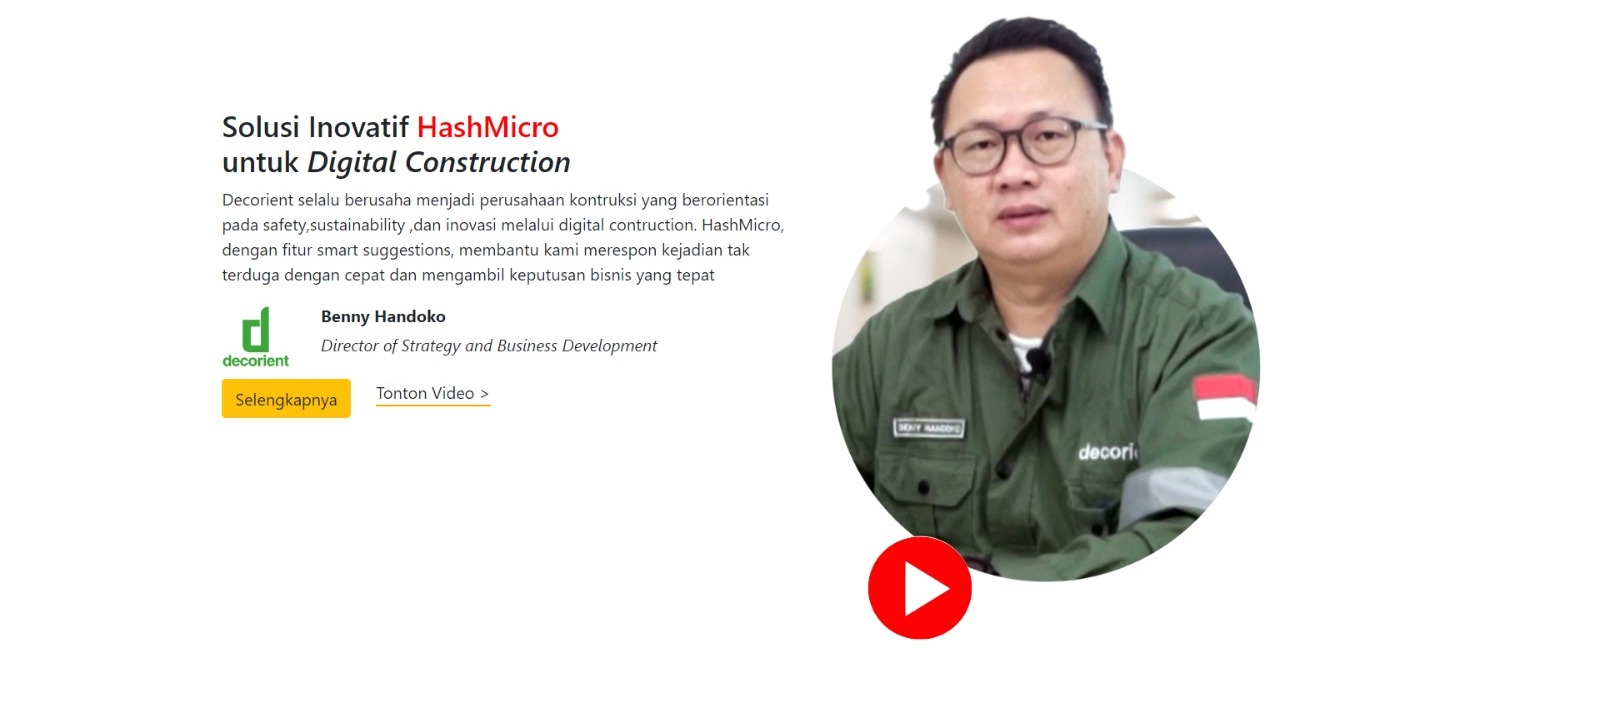 Solusi Inovatif HashMicro
untuk Digital Construction
Decorient selalu berusaha menjadi perusahaan kontruksi yang berorientasi
pada safety,sustainability ,dan inovasi melalui digital contruction. HashMicro,
dengan fitur smart suggestions, membantu kami merespon kejadian tak
terduga dengan cepat dan mengambil keputusan bisnis yang tepat
decorient
Benny Handoko
Director of Strategy and Business Development
Selengkapnya
Tonton Video >
BENNY HANDOKO
decori